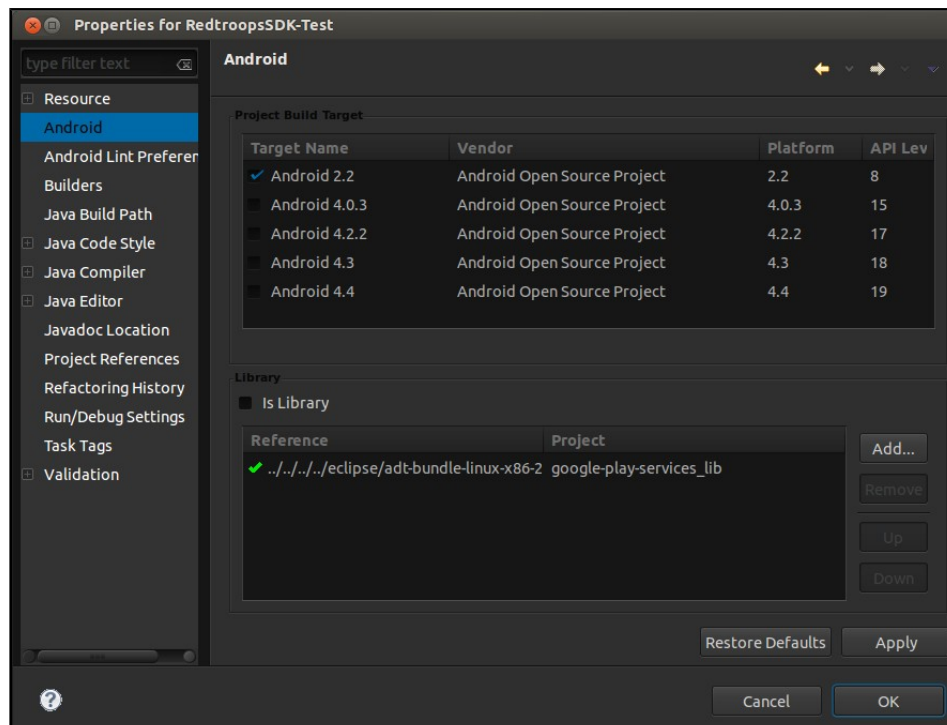 Properties for RedtroopsSDK-Test
type filter text
Resource
Android
Android Lint Preferen
Builders
Java Build Path
Java Code Style
Java Compiler
Java Editor
Javadoc Location
Project References
Refactoring History
Run/Debug Settings
Task Tags
Validation
Android
Project Build Target
Target Name Vendor Platform API Lev
Android 2.2 Android Open Source Project 2.2 8
Android 4.0.3 Android Open Source Project 4.0.3 15
Android 4.2.2 Android Open Source Project 4.2.2 17
Android 4.3 Android Open Source Project 4.3 18
Android 4.4 Android Open Source Project 4.4 19
Library
Is Library
Reference Project
../../../../eclipse/adt-bundle-linux-x86-2 google-play-services_lib
Add...
Remove
Up
Down
Restore Defaults Apply
? Cancel OK